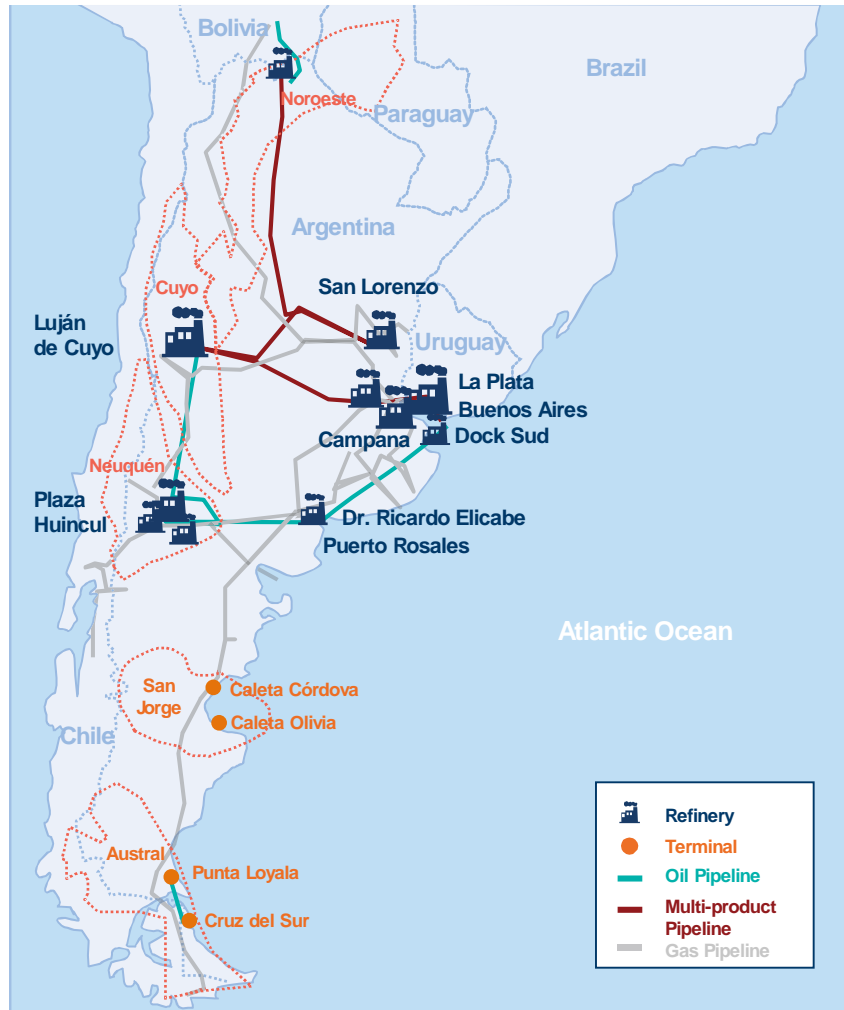 Bolivia
Brazil
Noroeste
Paraguay
Argentina
Cuyo
San Lorenzo
Luján
de Cuyo
Uruguay
La Plata
Buenos Aires
Campana
Dock Sud
Neuquén
Plaza
Huincul
Dr. Ricardo Elicabe
Puerto Rosales
Atlantic Ocean
San
Jorge
Caleta Córdova
Caleta Olivia
Chile
Austral
Punta Loyala
Cruz del Sur
Refinery
Terminal
Oil Pipeline
Multi-product
Pipeline
Gas Pipeline